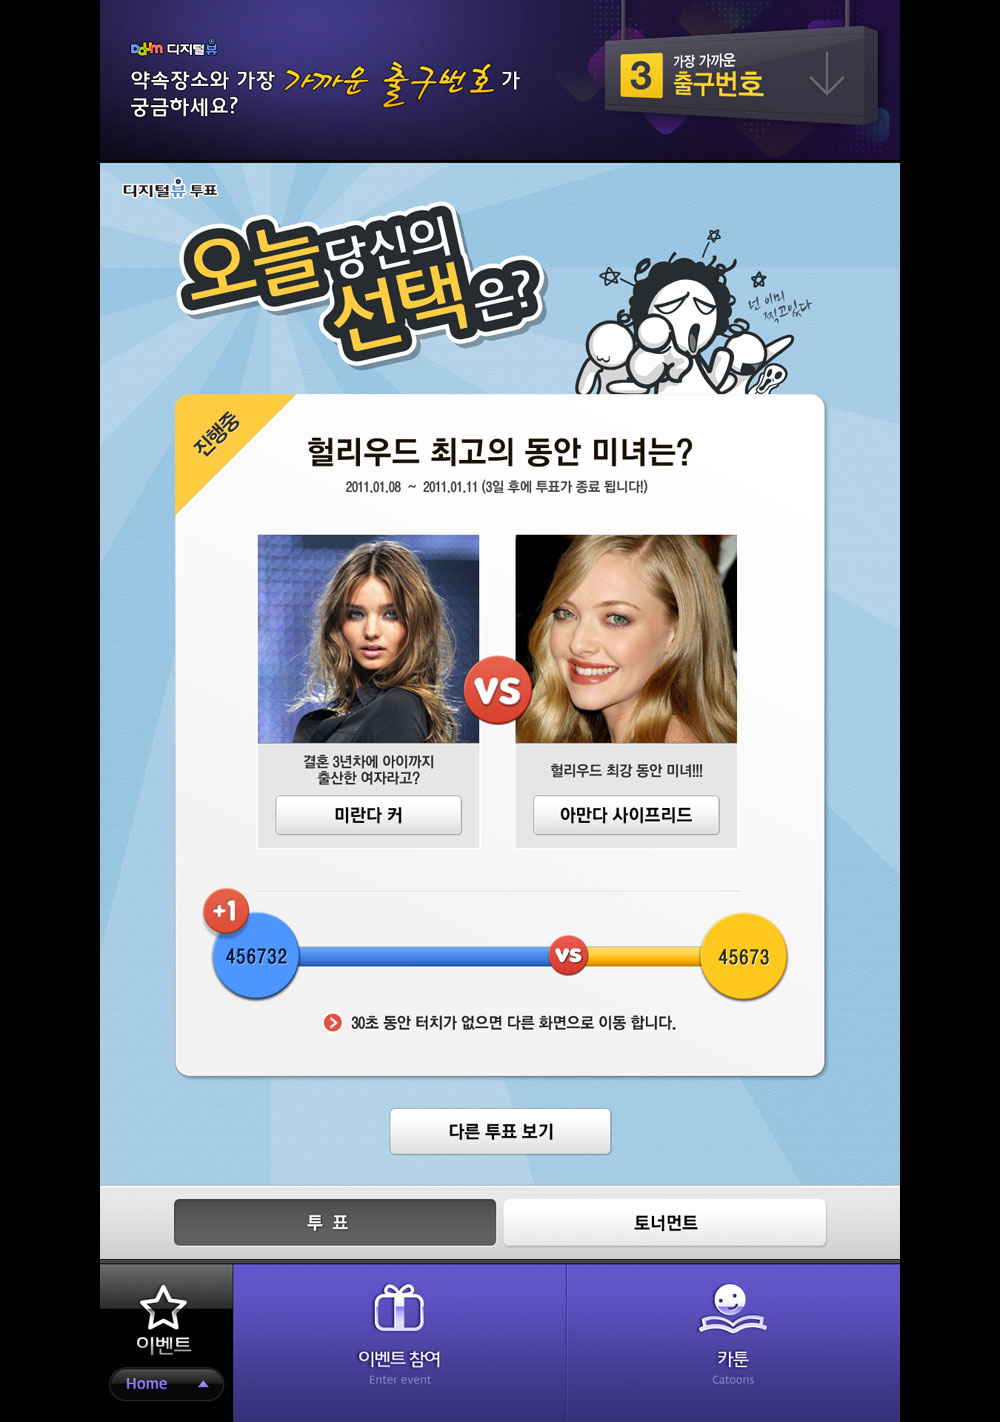 Daum 디지털뷰
약속장소와 가장 가까운 출구번호가
궁금하세요?
3
가장 가까운
출구번호
디지털뷰 투표
오늘 당신의
선택은?
넌 이미
찍고있다
진행중
헐리우드 최고의 동안 미녀는?
2011.01.08 ~ 2011.01.11 (3일 후에 투표가 종료 됩니다!)
VS
결혼 3년차에 아이까지
출산한 여자라고?
미란다 커
헐리우드 최강 동안 미녀!!!
아만다 사이프리드
+1
456732
VS
45673
30초 동안 터치가 없으면 다른 화면으로 이동 합니다.
다른 투표 보기
투 표
토너먼트
이벤트
Home
이벤트 참여
Enter event
카툰
Catoons